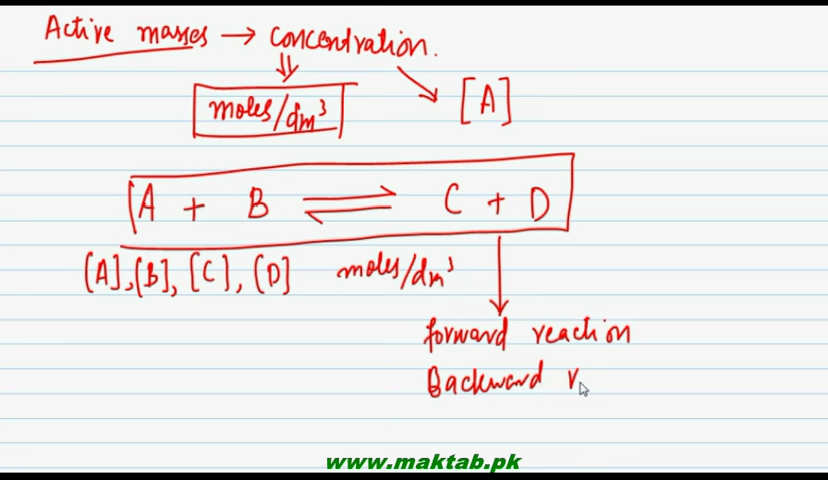 Active masses → concentration.
moles/dm³ [A]
A + B ⇌ C + D
[A], [B], [C], [D] moles/dm³
forward reaction
Backward r
www.maktab.pk